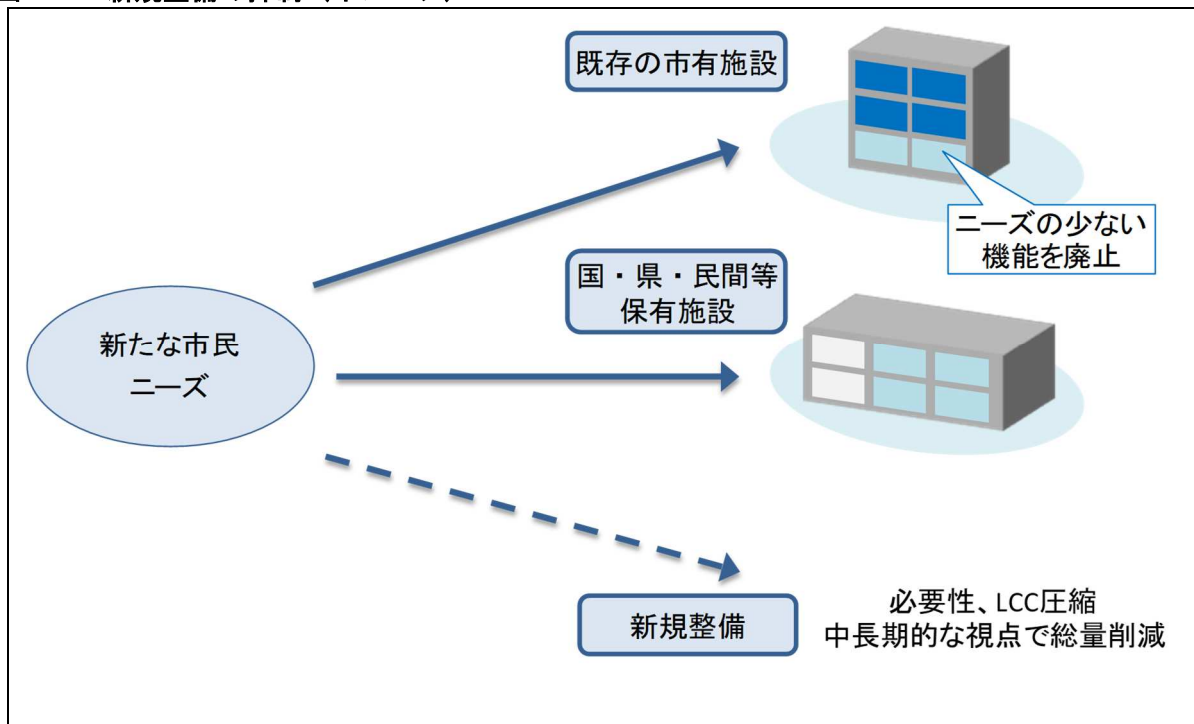 既存の市有施設
ニーズの少ない
機能を廃止
国・県・民間等
保有施設
新たな市民
ニーズ
新規整備
必要性、LCC圧縮
中長期的な視点で総量削減